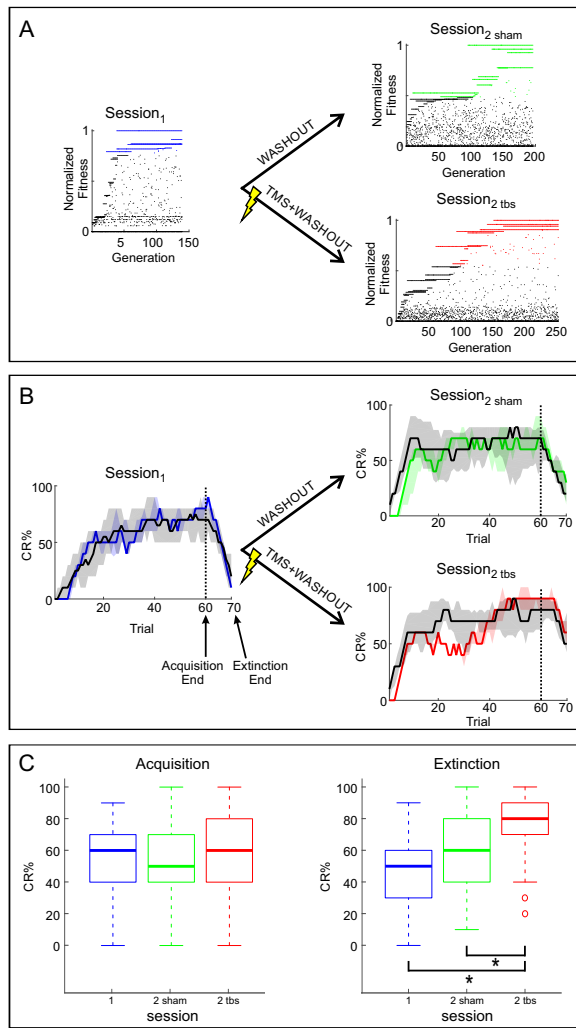 A
Session1
Normalized
Fitness
1
0
5
100
150
Generation
WASHOUT
TMS+WASHOUT
Session2 sham
Normalized
Fitness
1
0
50
100
150
200
Generation
Session2 tbs
Normalized
Fitness
1
0
50
100
150
200
250
Generation
B
Session1
CR%
100
50
0
20
40
60
70
Trial
Acquisition
End
Extinction
End
WASHOUT
TMS+WASHOUT
Session2 sham
CR%
100
50
0
20
40
60
70
Trial
Session2 tbs
CR%
100
50
0
20
40
60
70
Trial
C
Acquisition
CR%
100
80
60
40
20
0
1
2 sham
2 tbs
session
Extinction
CR%
100
80
60
40
20
0
*
*
1
2 sham
2 tbs
session